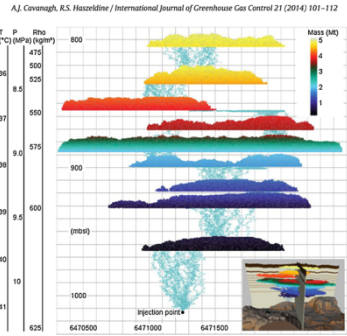 A.J. Cavanagh, R.S. Haszeldine / International Journal of Greenhouse Gas Control 21 (2014) 101–112
T P Rho
(°C) (MPa) (kg/m³)
800
Mass (Mt)
475
500
525
5
4
3
2
1
8.5
550
575
9.0
900
600
9.5
(mbsl)
10
1000
Injection point
625
6470500 6471000 6471500